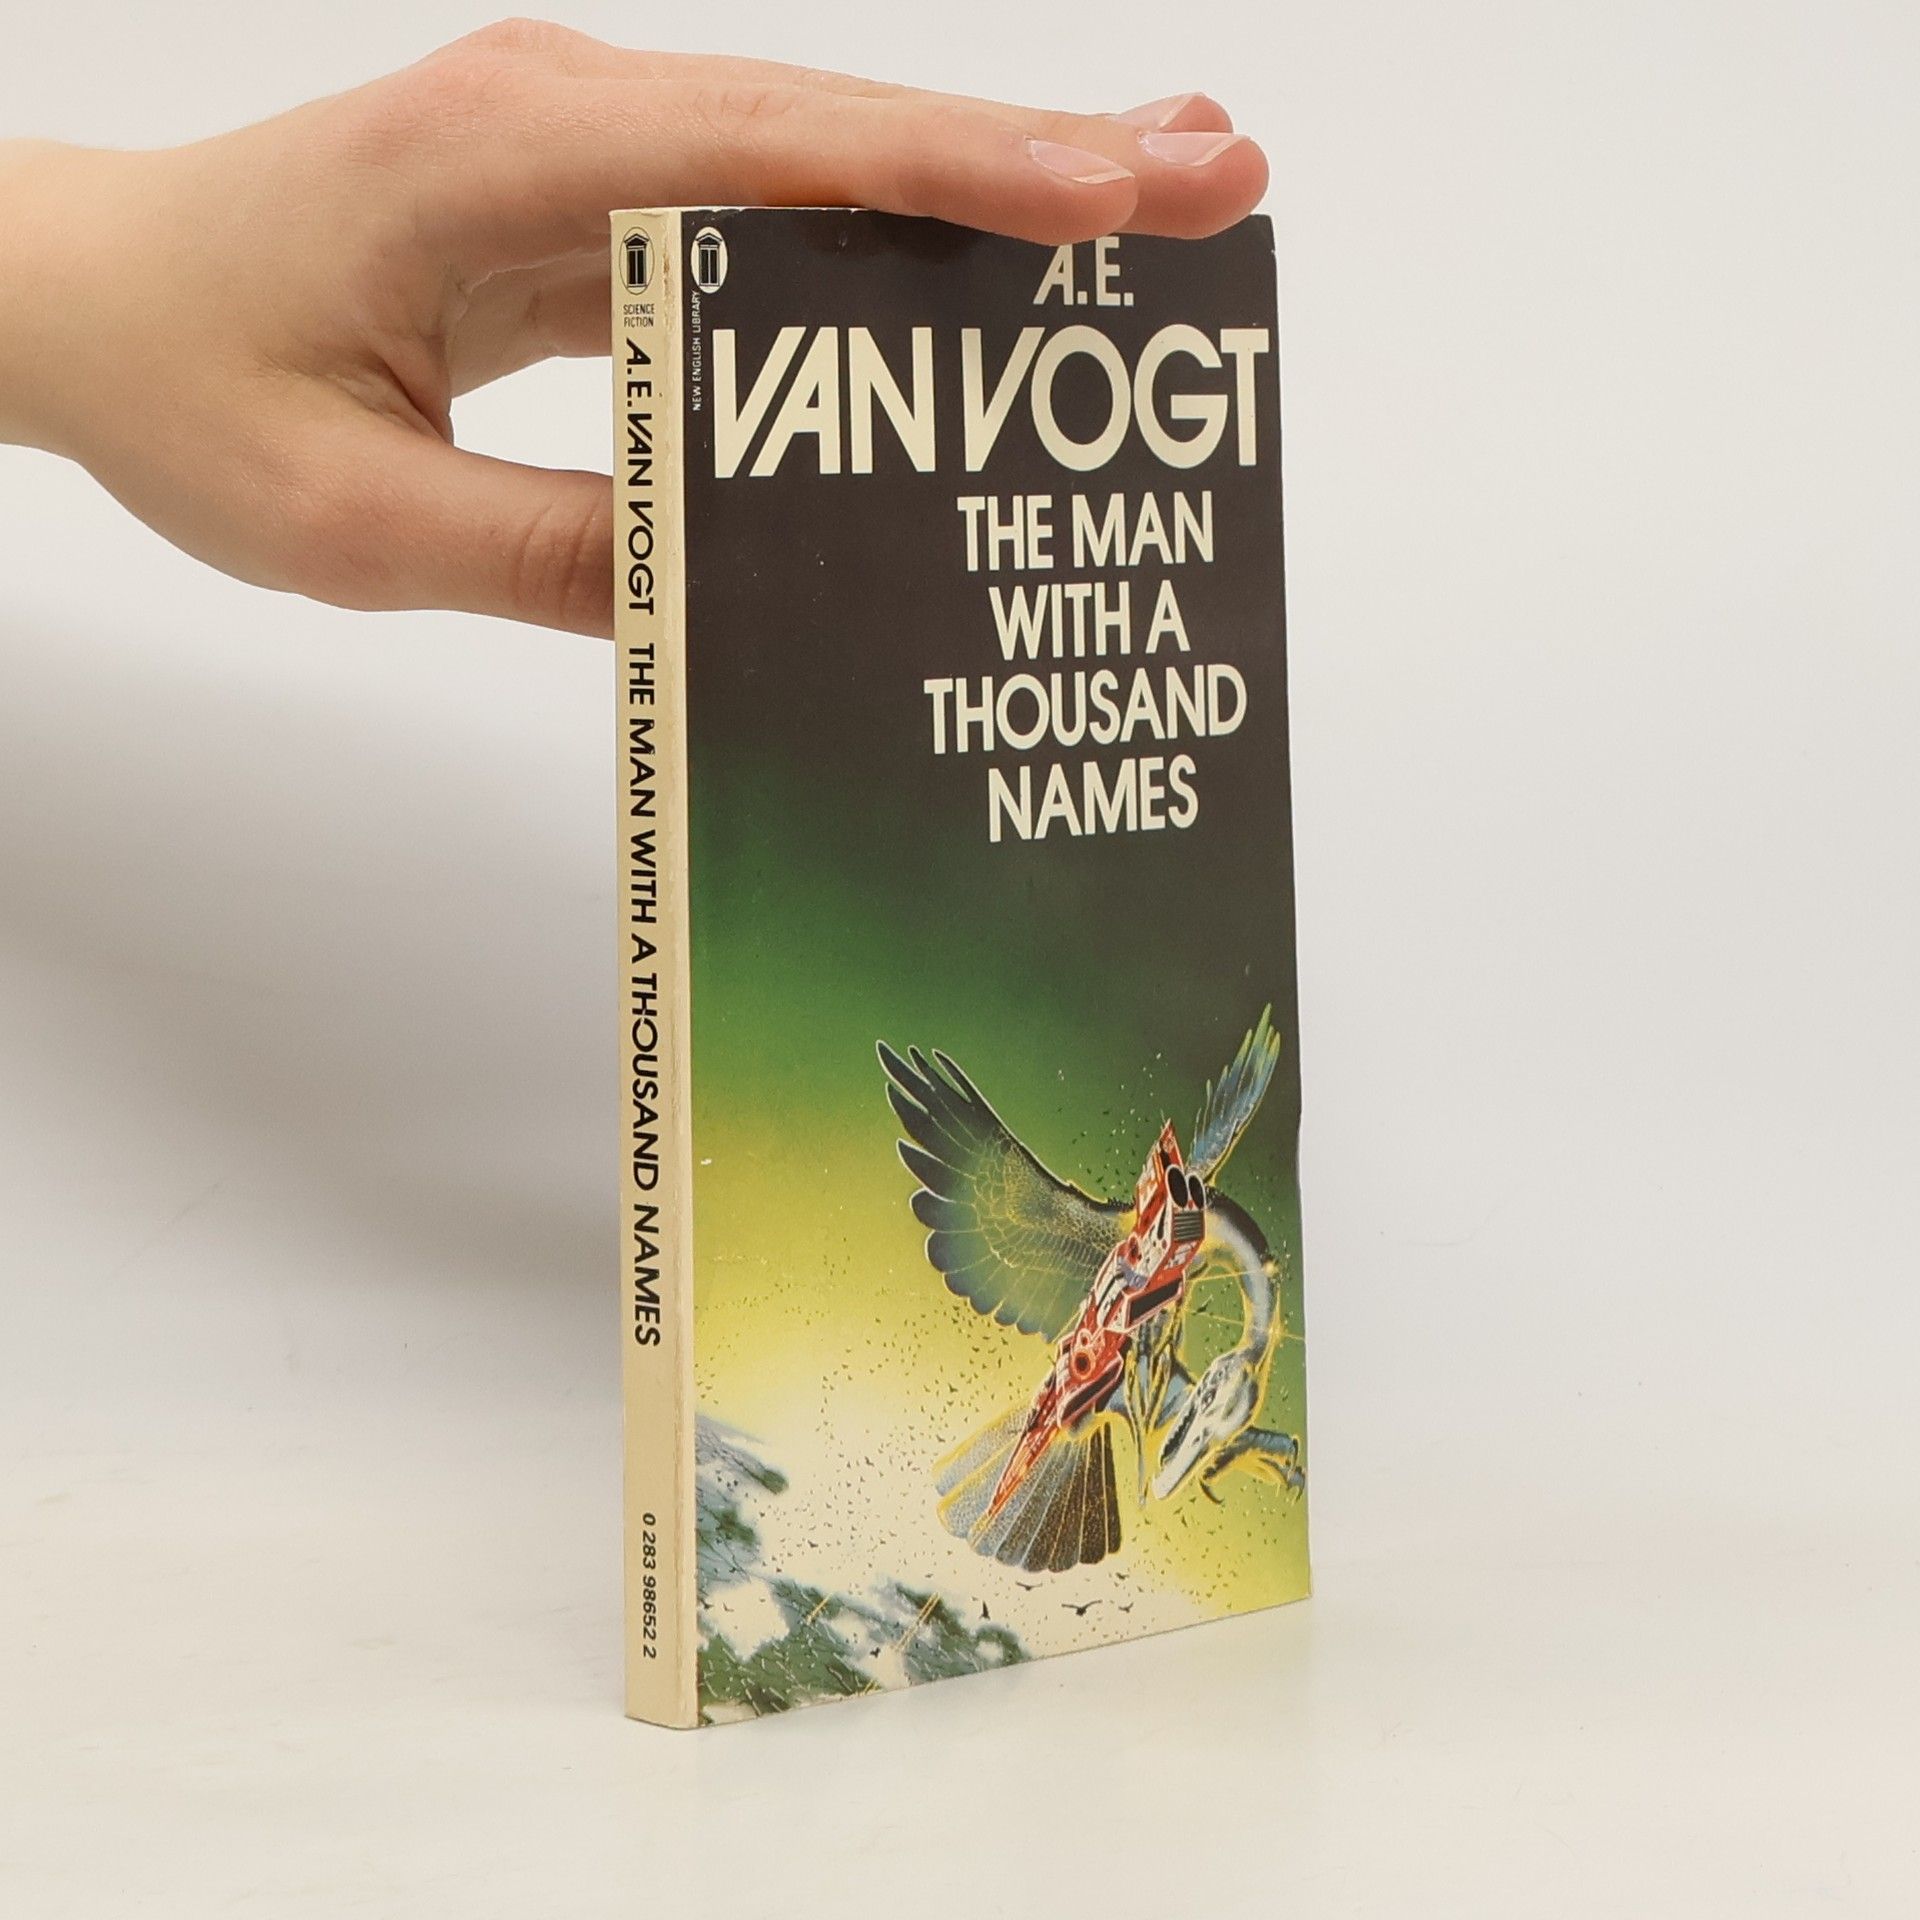 SCIENCE
FICTION
A.E. VAN VOGT THE MAN WITH A THOUSAND NAMES
0 283 98652 2
NEW ENGLISH LIBRARY
A.E.
VAN VOGT
THE MAN
WITH A
THOUSAND
NAMES